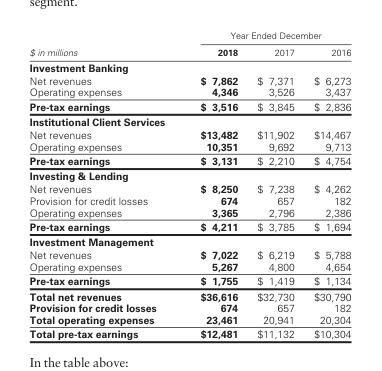 segment.
Year Ended December
$ in millions 2018 2017 2016
Investment Banking
Net revenues $ 7,862 $ 7,371 $ 6,273
Operating expenses 4,346 3,526 3,437
Pre-tax earnings $ 3,516 $ 3,845 $ 2,836
Institutional Client Services
Net revenues $13,482 $11,902 $14,467
Operating expenses 10,351 9,692 9,713
Pre-tax earnings $ 3,131 $ 2,210 $ 4,754
Investing & Lending
Net revenues $ 8,250 $ 7,238 $ 4,262
Provision for credit losses 674 657 182
Operating expenses 3,365 2,796 2,386
Pre-tax earnings $ 4,211 $ 3,785 $ 1,694
Investment Management
Net revenues $ 7,022 $ 6,219 $ 5,788
Operating expenses 5,267 4,800 4,654
Pre-tax earnings $ 1,755 $ 1,419 $ 1,134
Total net revenues $36,616 $32,730 $30,790
Provision for credit losses 674 657 182
Total operating expenses 23,461 20,941 20,304
Total pre-tax earnings $12,481 $11,132 $10,304
In the table above: